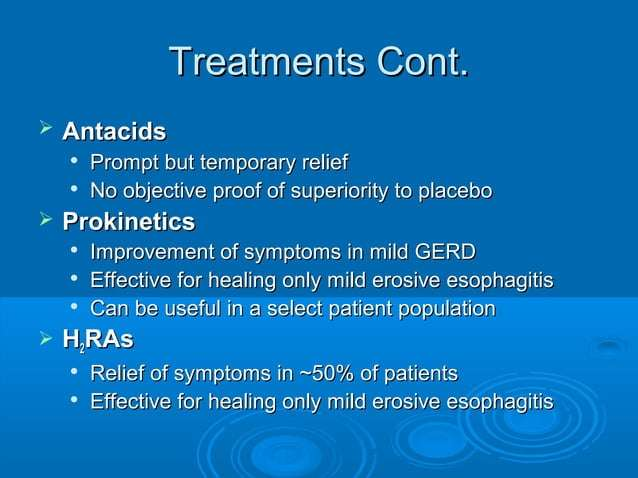 Treatments Cont.
Antacids
Prompt but temporary relief
No objective proof of superiority to placebo
Prokinetics
Improvement of symptoms in mild GERD
Effective for healing only mild erosive esophagitis
Can be useful in a select patient population
H₂RAs
Relief of symptoms in ~50% of patients
Effective for healing only mild erosive esophagitis